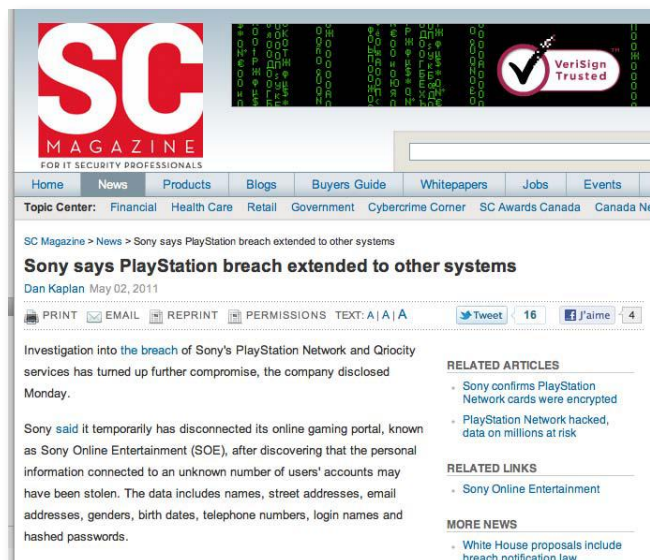 SC
MAGAZINE
FOR IT SECURITY PROFESSIONALS
VeriSign
Trusted
Home News Products Blogs Buyers Guide Whitepapers Jobs Events
Topic Center: Financial Health Care Retail Government Cybercrime Corner SC Awards Canada Canada
SC Magazine > News > Sony says PlayStation breach extended to other systems
Sony says PlayStation breach extended to other systems
Dan Kaplan May 02, 2011
PRINT EMAIL REPRINT PERMISSIONS TEXT: A | A | A Tweet 16 J'aime 4
Investigation into the breach of Sony's PlayStation Network and Qriocity
services has turned up further compromise, the company disclosed
Monday.
Sony said it temporarily has disconnected its online gaming portal, known
as Sony Online Entertainment (SOE), after discovering that the personal
information connected to an unknown number of users' accounts may
have been stolen. The data includes names, street addresses, email
addresses, genders, birth dates, telephone numbers, login names and
hashed passwords.
RELATED ARTICLES
Sony confirms PlayStation
Network cards were encrypted
PlayStation Network hacked,
data on millions at risk
RELATED LINKS
Sony Online Entertainment
MORE NEWS
White House proposals include
breach notification law